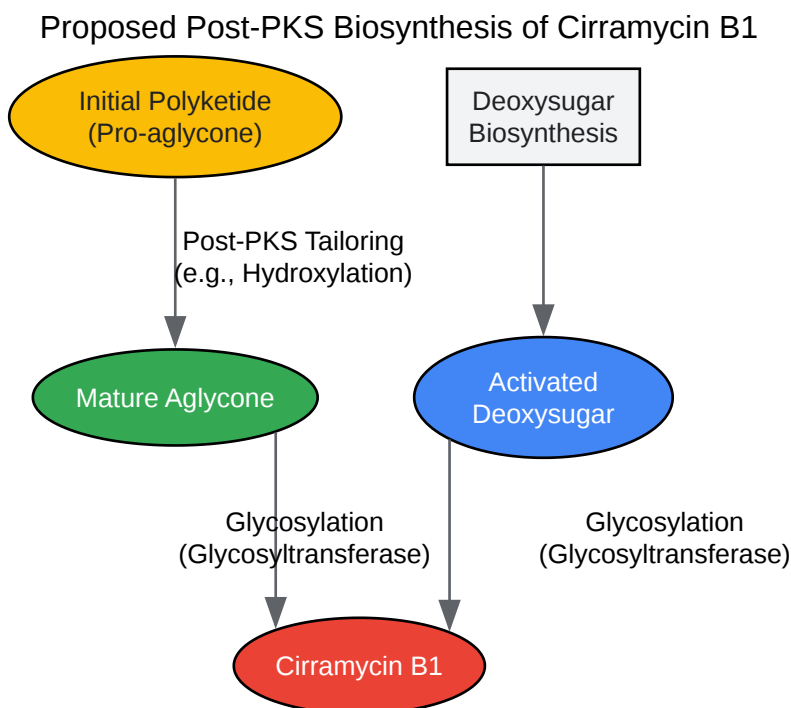 Proposed Post-PKS Biosynthesis of Cirramycin B1
Initial Polyketide
(Pro-aglycone)
Deoxysugar
Biosynthesis
Post-PKS Tailoring
(e.g., Hydroxylation)
Mature Aglycone
Activated
Deoxysugar
Glycosylation
(Glycosyltransferase)
Glycosylation
(Glycosyltransferase)
Cirramycin B1